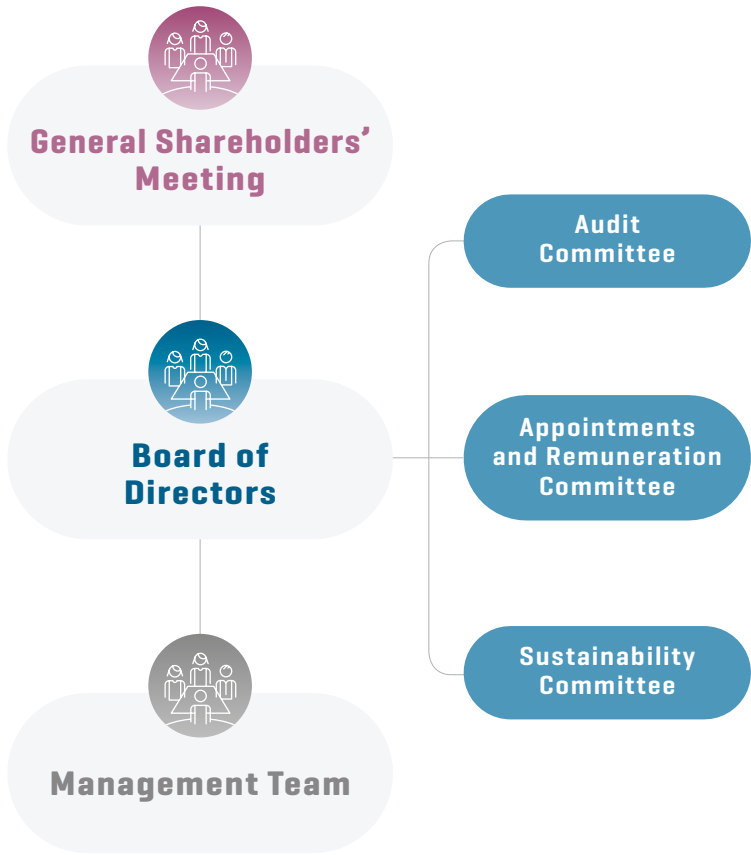 General Shareholders’
Meeting
Audit
Committee
Board of
Directors
Appointments
and Remuneration
Committee
Sustainability
Committee
Management Team